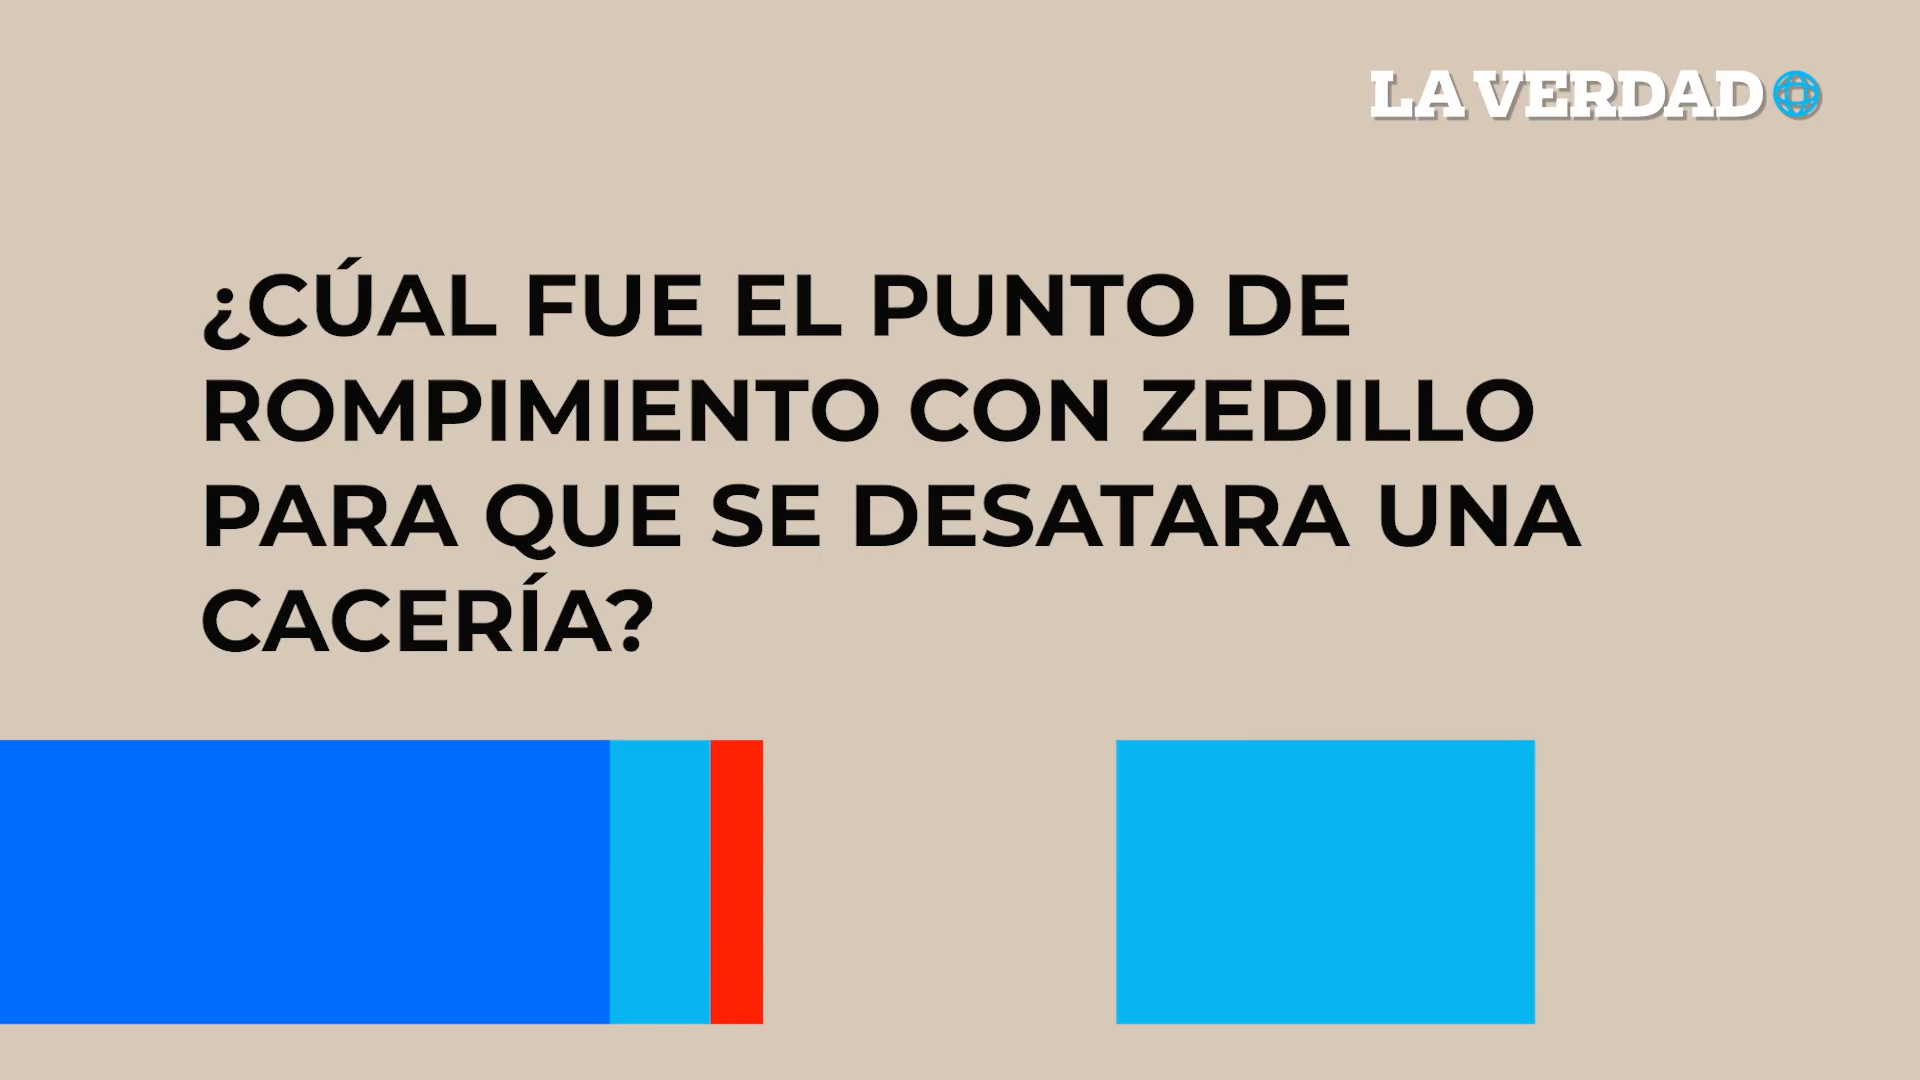 LA VERDAD
¿CÚAL FUE EL PUNTO DE
ROMPIMIENTO CON ZEDILLO
PARA QUE SE DESATARA UNA
CACERÍA?